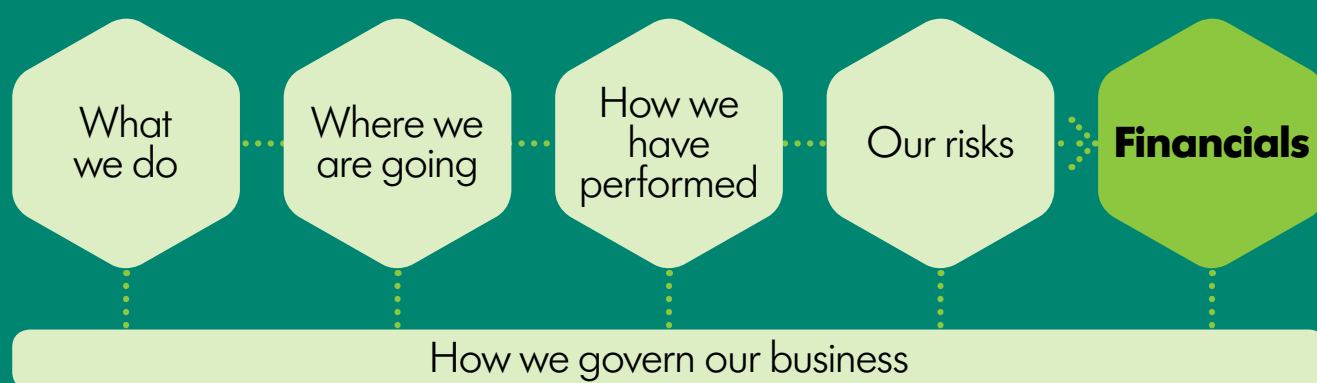 What
we do
Where we
are going
How we
have
performed
Our risks
Financials
How we govern our business